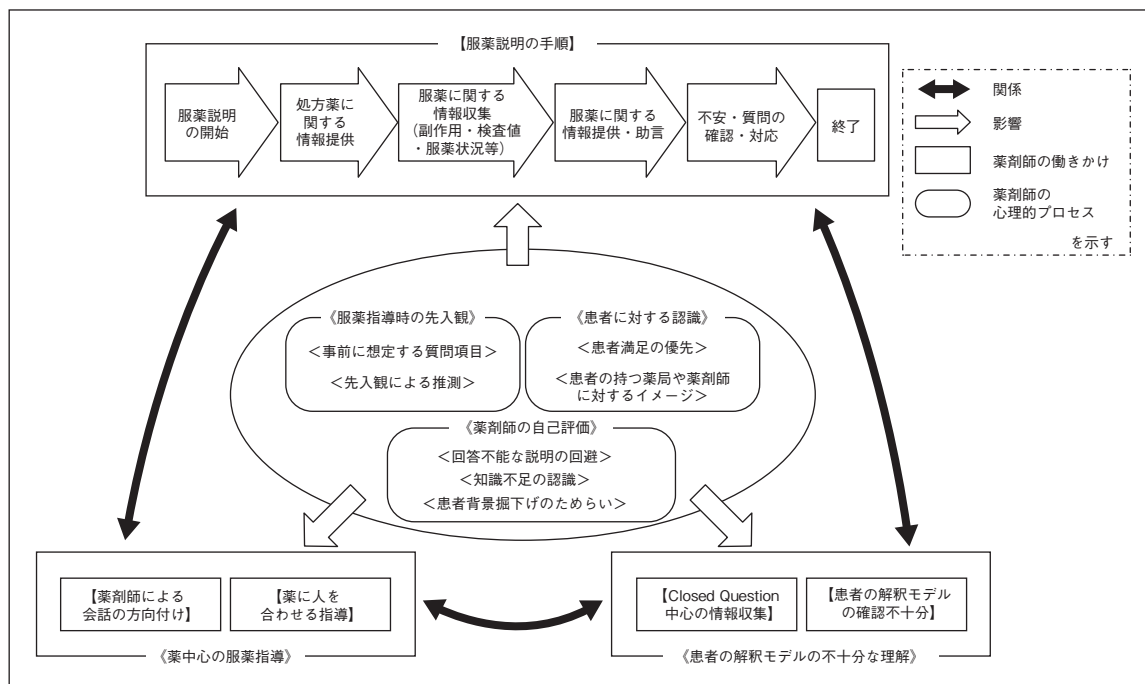 【服薬説明の手順】
服薬説明
の開始
処方薬に
関する
情報提供
服薬に関する
情報収集
（副作用・検査値
・服薬状況等）
服薬に関する
情報提供・助言
不安・質問の
確認・対応
終了
関係
影響
薬剤師の働きかけ
薬剤師の
心理的プロセス
を示す
《服薬指導時の先入観》
＜事前に想定する質問項目＞
＜先入観による推測＞
《患者に対する認識》
＜患者満足の優先＞
＜患者の持つ薬局や薬剤師
に対するイメージ＞
《薬剤師の自己評価》
＜回答不能な説明の回避＞
＜知識不足の認識＞
＜患者背景掘下げのためらい＞
【薬剤師による
会話の方向付け】
【薬に人を
合わせる指導】
《薬中心の服薬指導》
【Closed Question
中心の情報収集】
【患者の解釈モデル
の確認不十分】
《患者の解釈モデルの不十分な理解》